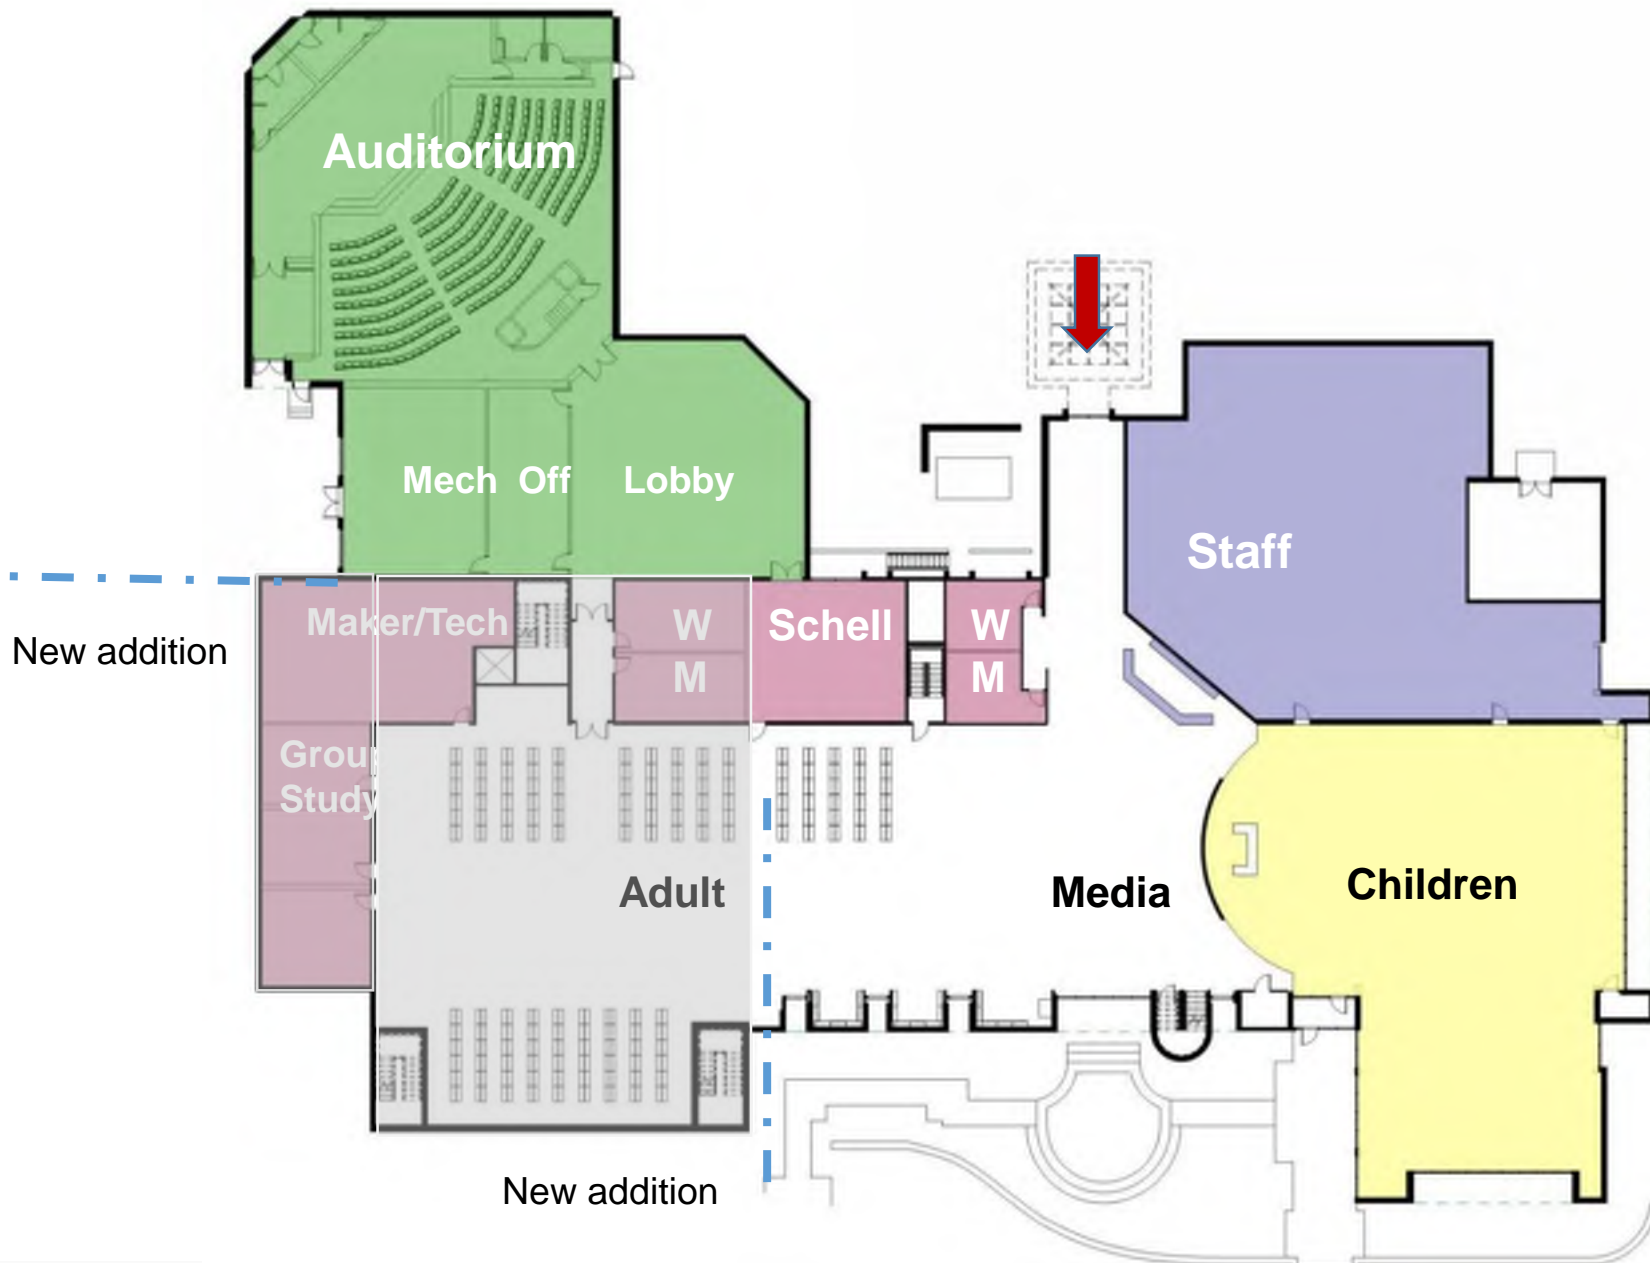 Auditorium
Mech Off Lobby
Staff
Maker/Tech
W
M
Schell
W
M
New addition
Group
Study
Adult
Media
Children
New addition